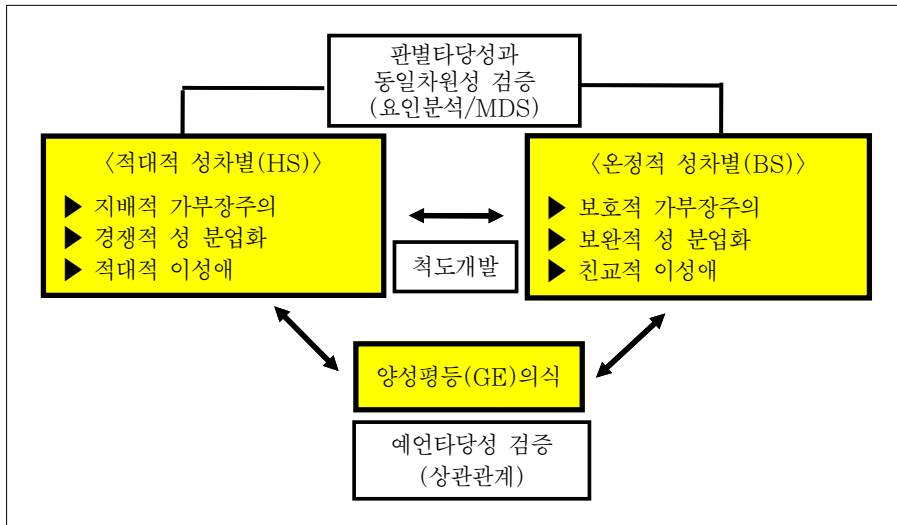 판별타당성과
동일차원성 검증
(요인분석/MDS)
〈적대적 성차별(HS)〉
▶ 지배적 가부장주의
▶ 경쟁적 성 분업화
▶ 적대적 이성애
척도개발
〈온정적 성차별(BS)〉
▶ 보호적 가부장주의
▶ 보완적 성 분업화
▶ 친교적 이성애
양성평등(GE)의식
예언타당성 검증
(상관관계)